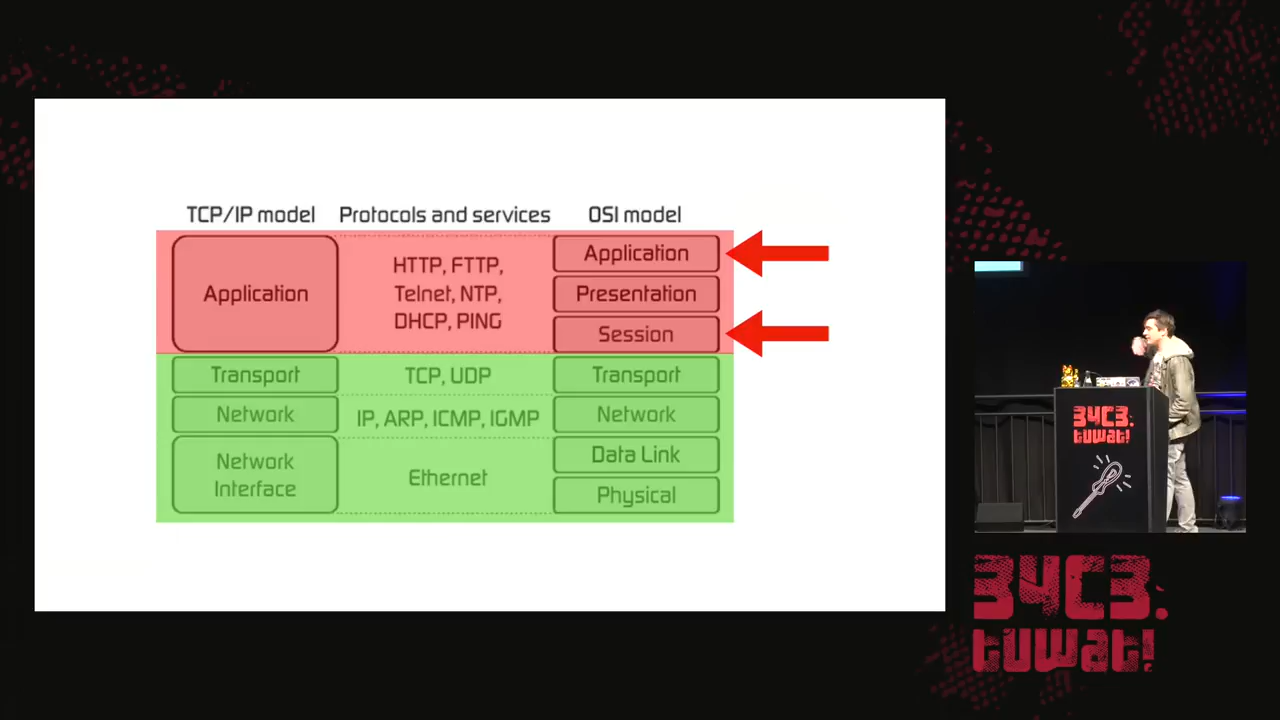 TCP/IP model
Protocols and services
OSI model
Application
HTTP, FTTP,
Telnet, NTP,
DHCP, PING
Application
Presentation
Session
Transport
TCP, UDP
Transport
Network
IP, ARP, ICMP, IGMP
Network
Network
Interface
Ethernet
Data Link
Physical
34C3.
tuwat!
34C3.
tuwat!